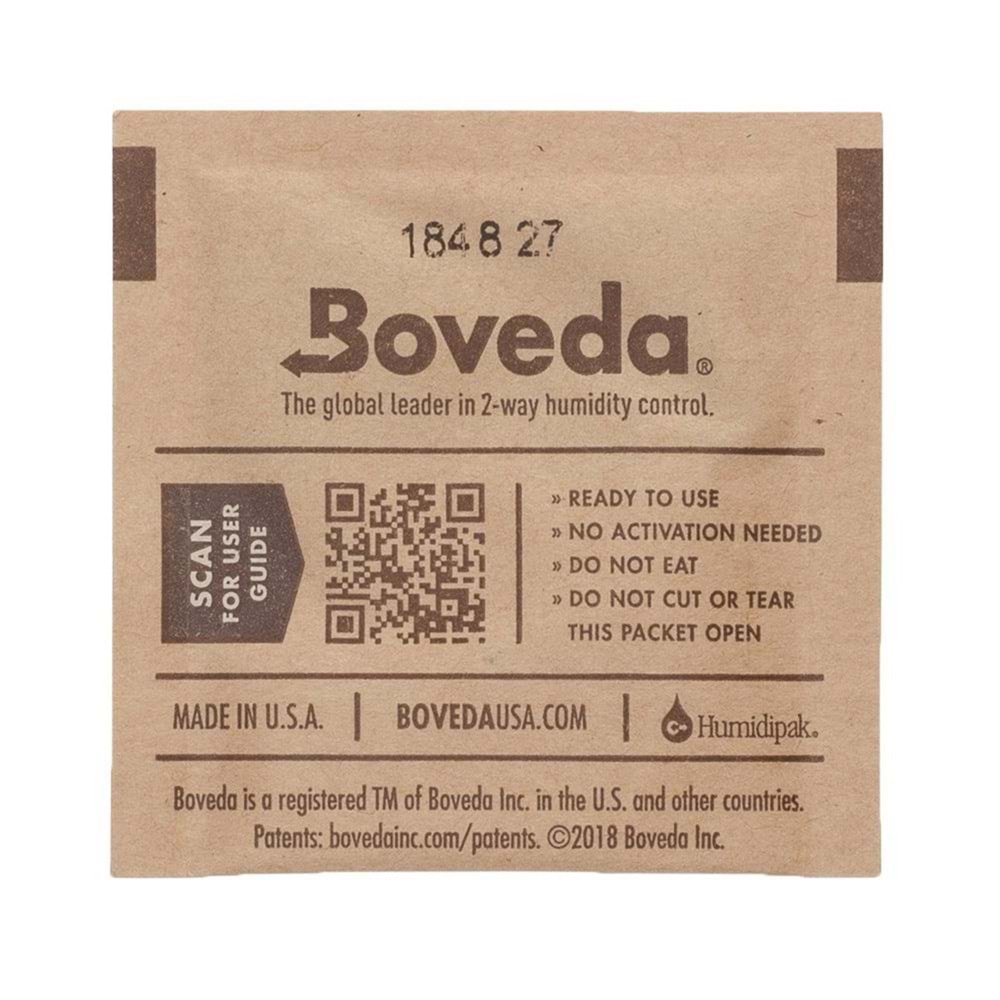 1848 27
Boveda®
The global leader in 2-way humidity control.
SCAN
FOR USER
GUIDE
» READY TO USE
» NO ACTIVATION NEEDED
» DO NOT EAT
» DO NOT CUT OR TEAR
THIS PACKET OPEN
MADE IN U.S.A. | BOVEDAUSA.COM | Humidipak®
Boveda is a registered TM of Boveda Inc. in the U.S. and other countries.
Patents: bovedainc.com/patents. ©2018 Boveda Inc.